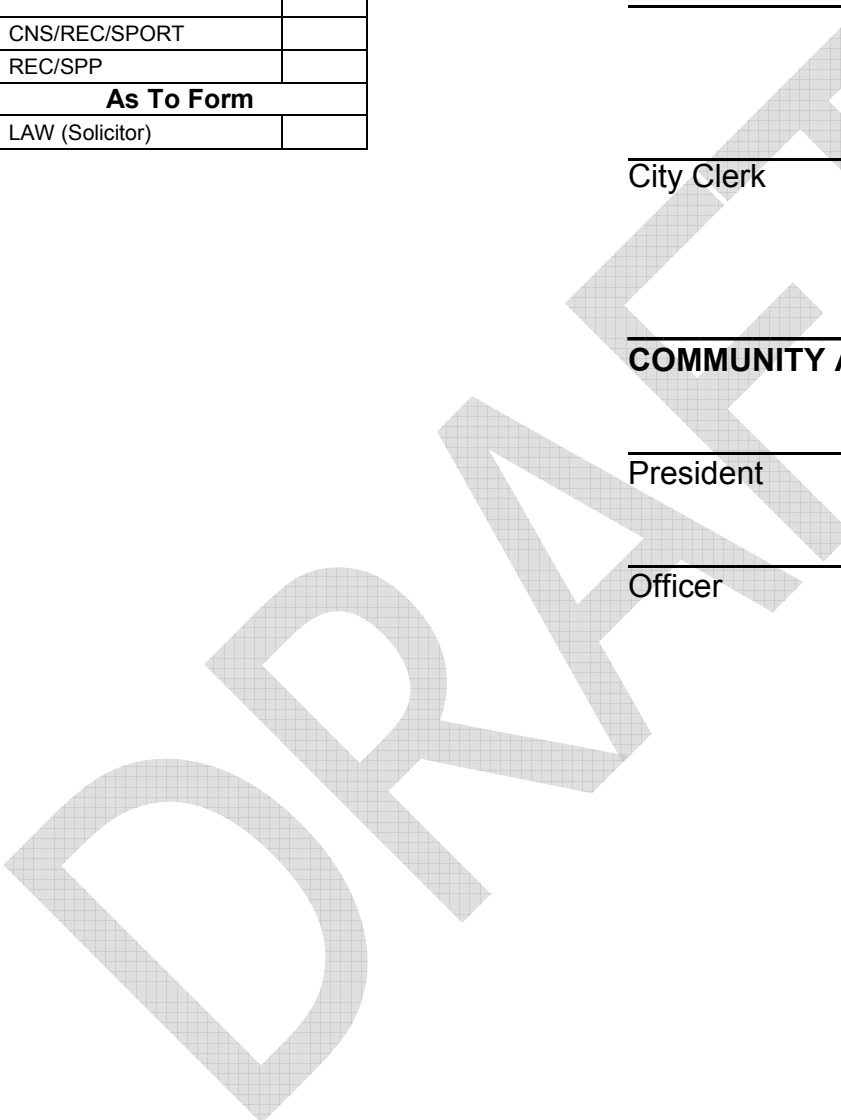 CNS/REC/SPORT
REC/SPP
As To Form
LAW (Solicitor)
City Clerk
COMMUNITY
President
Officer
DRAFT